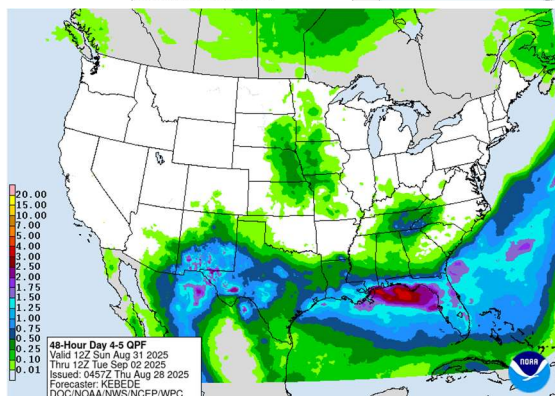 20.00
15.00
10.00
7.00
5.00
4.00
3.00
2.50
2.00
1.75
1.50
1.25
1.00
0.75
0.50
0.25
0.10
0.01
48-Hour Day 4-5 QPF
Valid 12Z Sun Aug 31 2025
Thru 12Z Tue Sep 02 2025
Issued: 0457Z Thu Aug 28 2025
Forecaster: KEBEDE
DOC/NOAA/NWS/NCEP/WPC
NOAA